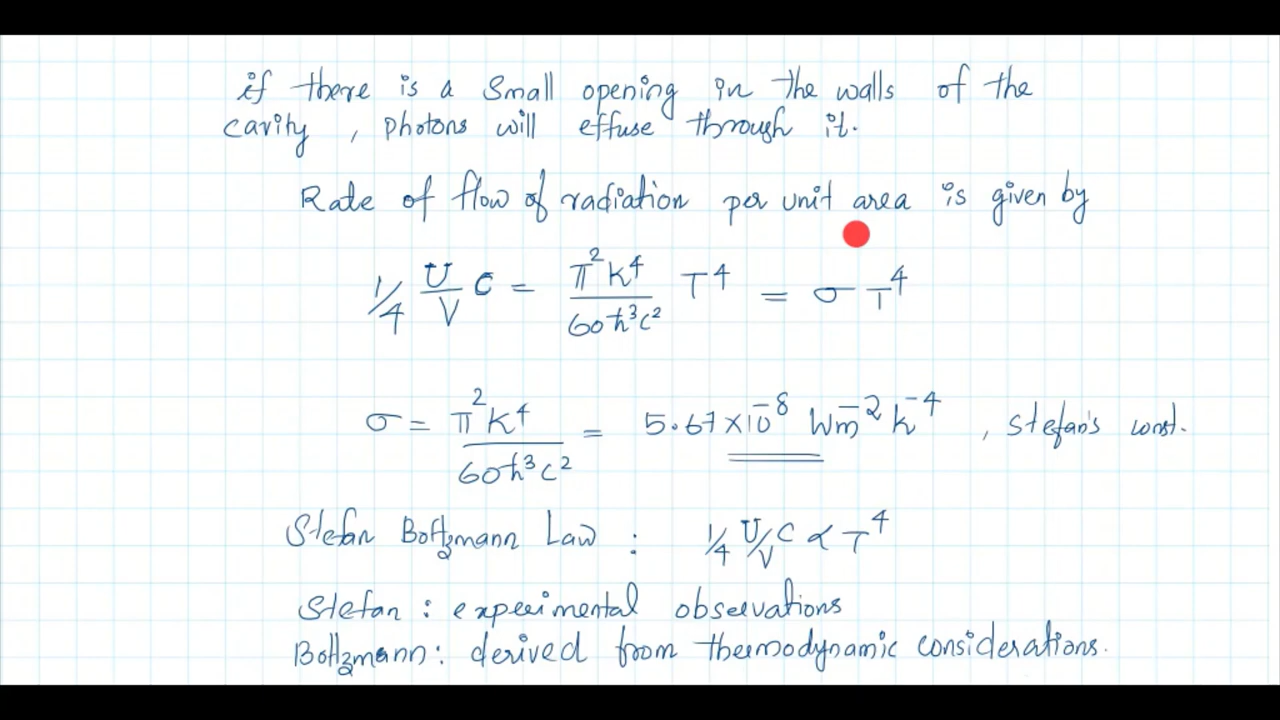 if there is a small opening in the walls of the
cavity, photons will effuse through it.
Rate of flow of radiation per unit area is given by
1/4 U/V C = π²k⁴/60ħ³c² T⁴ = σT⁴
σ = π²k⁴/60ħ³c² = 5.67×10⁻⁸ Wm⁻²k⁻⁴, Stefan's const.
Stefan Boltzmann Law : 1/4 U/V C ∝ T⁴
Stefan : experimental observations
Boltzmann : derived from thermodynamic considerations.